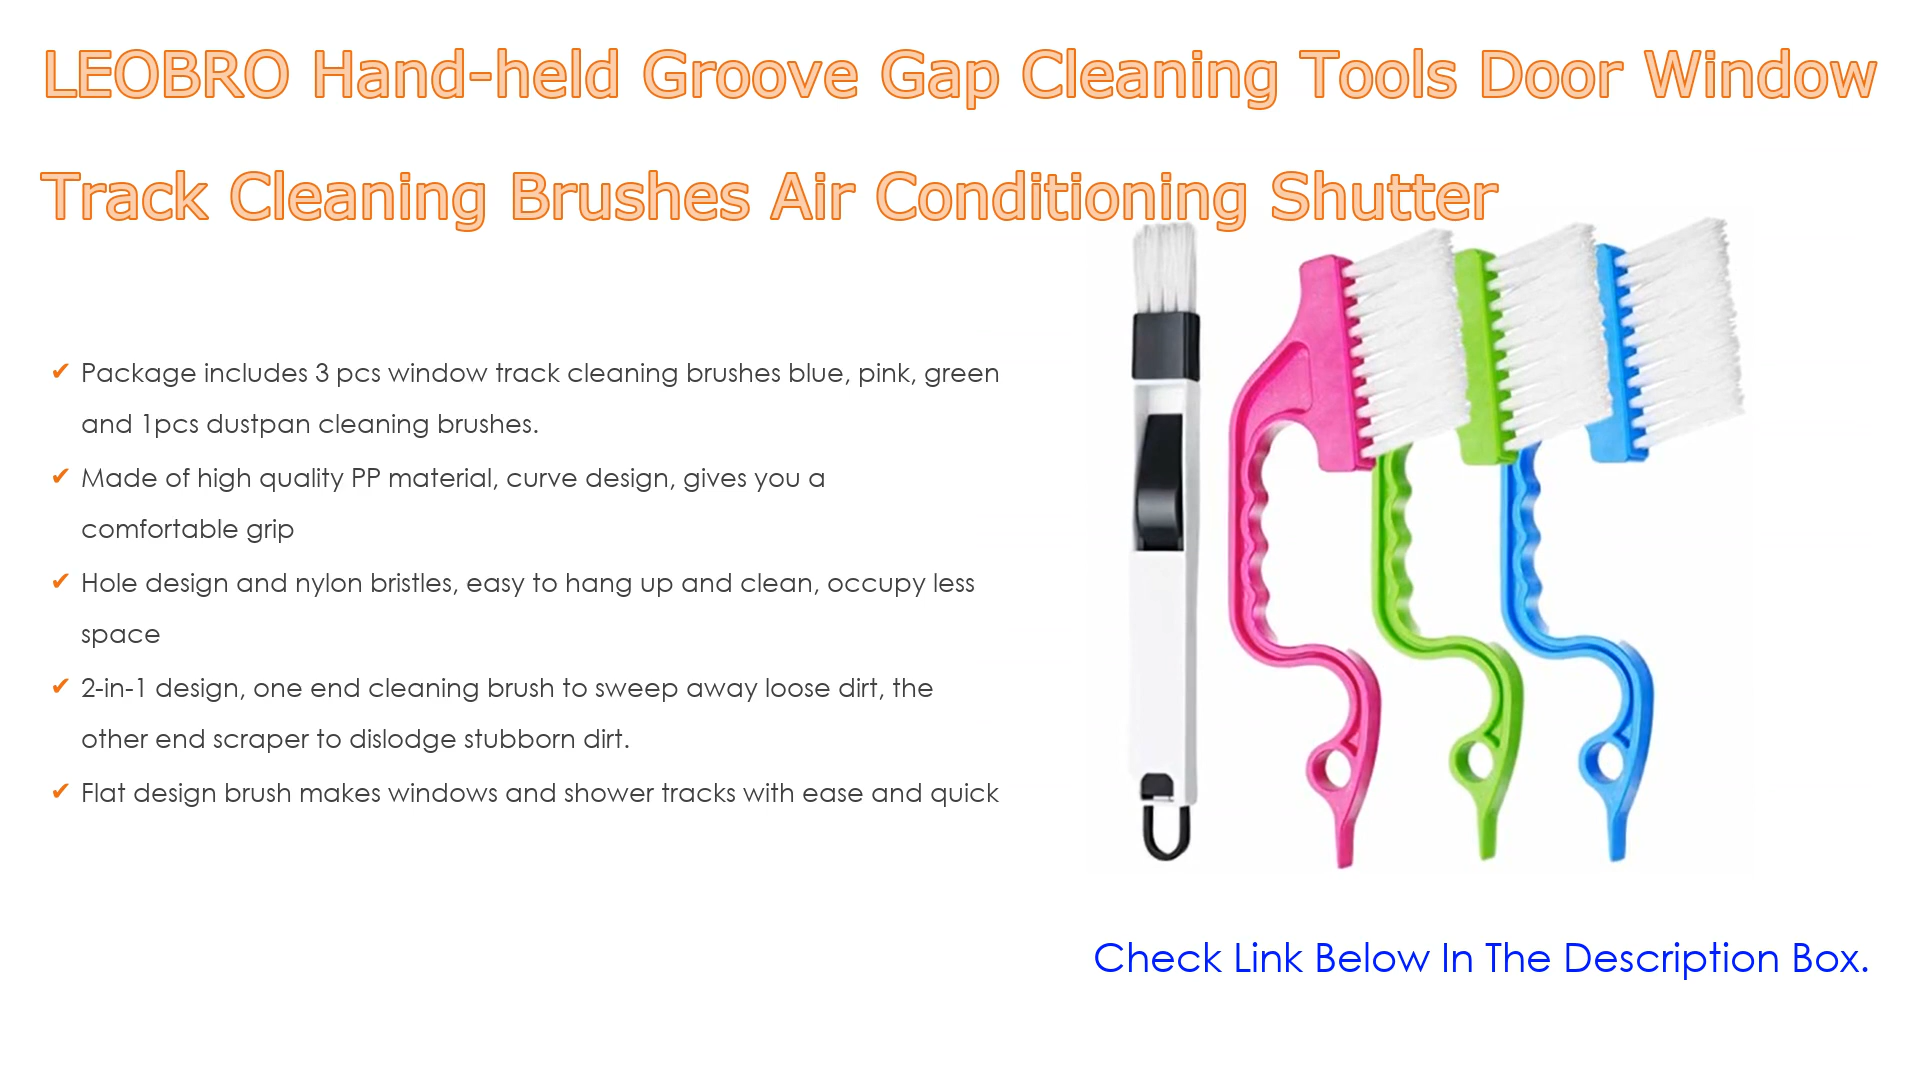 LEOBRO Hand-held Groove Gap Cleaning Tools Door Window
Track Cleaning Brushes Air Conditioning Shutter
✔ Package includes 3 pcs window track cleaning brushes blue, pink, green
and 1pcs dustpan cleaning brushes.
✔ Made of high quality PP material, curve design, gives you a
comfortable grip
✔ Hole design and nylon bristles, easy to hang up and clean, occupy less
space
✔ 2-in-1 design, one end cleaning brush to sweep away loose dirt, the
other end scraper to dislodge stubborn dirt.
✔ Flat design brush makes windows and shower tracks with ease and quick
Check Link Below In The Description Box.